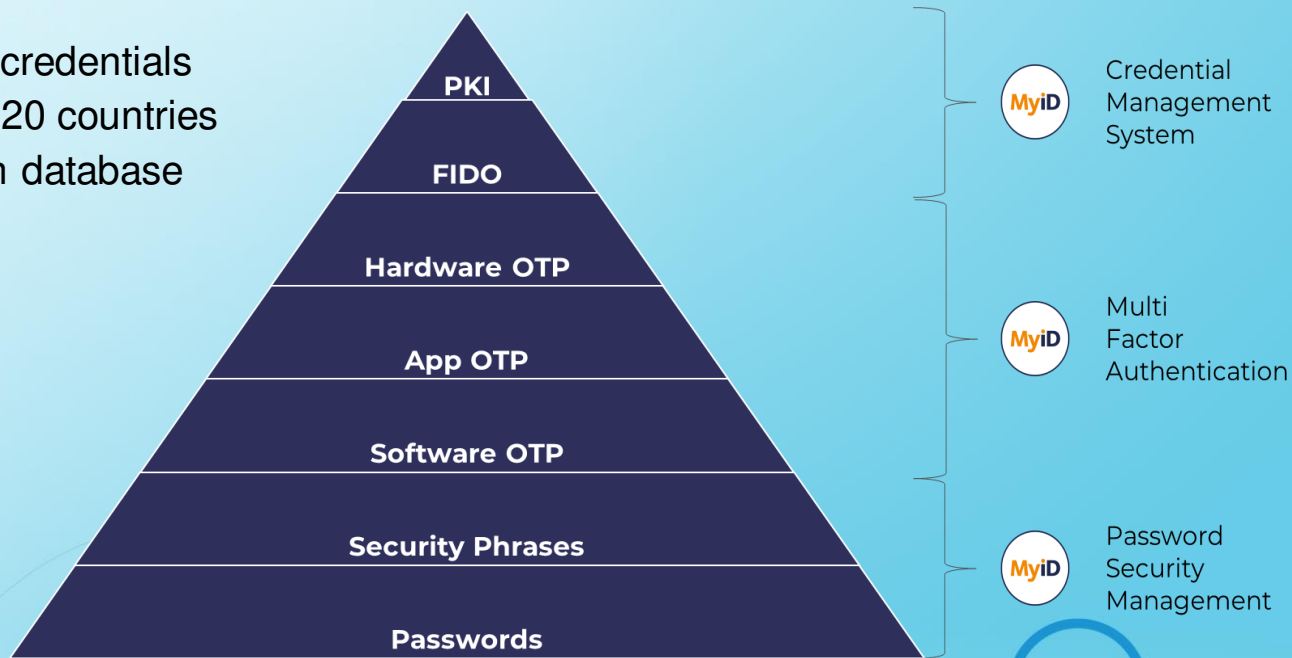 credentials
20 countries
database
PKI
FIDO
Hardware OTP
App OTP
Software OTP
Security Phrases
Passwords
MyiD
Credential
Management
System
MyiD
Multi
Factor
Authentication
MyiD
Password
Security
Management